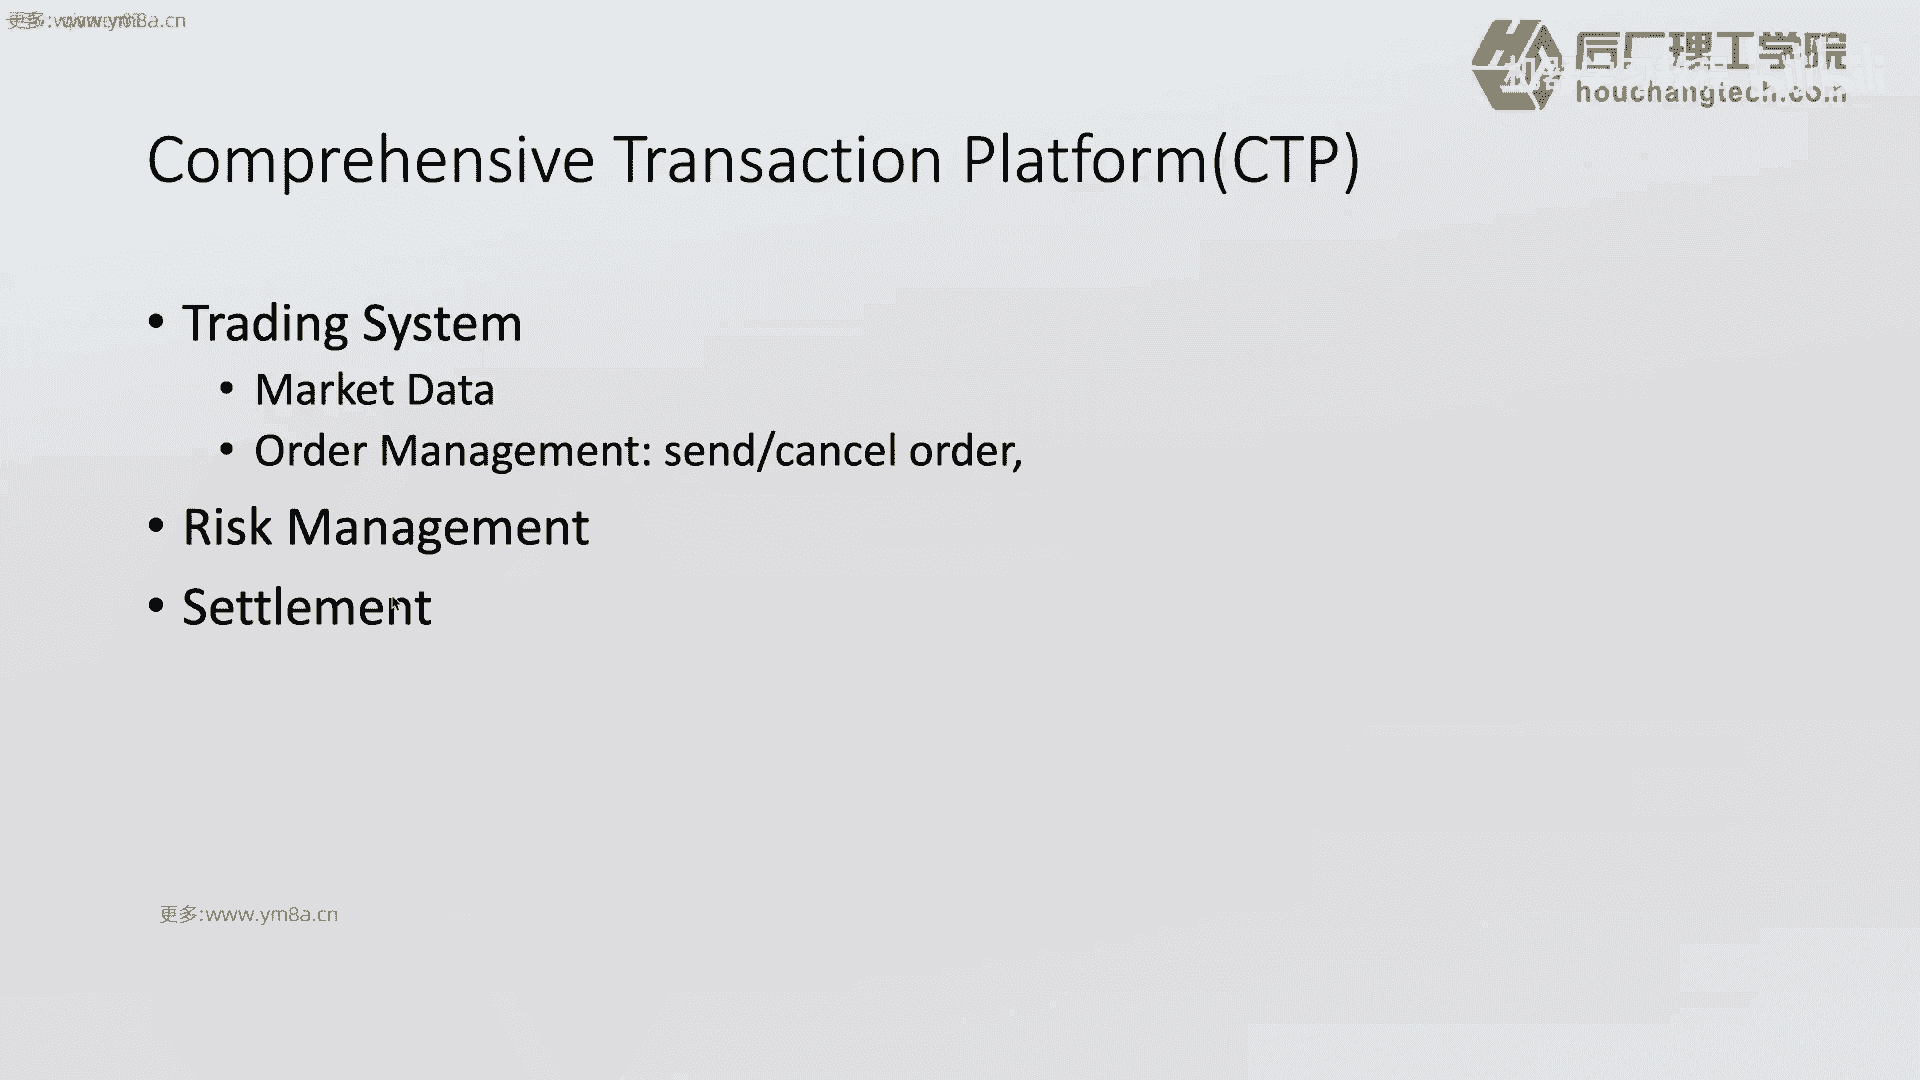 更多:www.ym8a.cn
后厂理工学院
houchangtech.com
Comprehensive Transaction Platform(CTP)
• Trading System
• Market Data
• Order Management: send/cancel order,
• Risk Management
• Settlement
更多:www.ym8a.cn